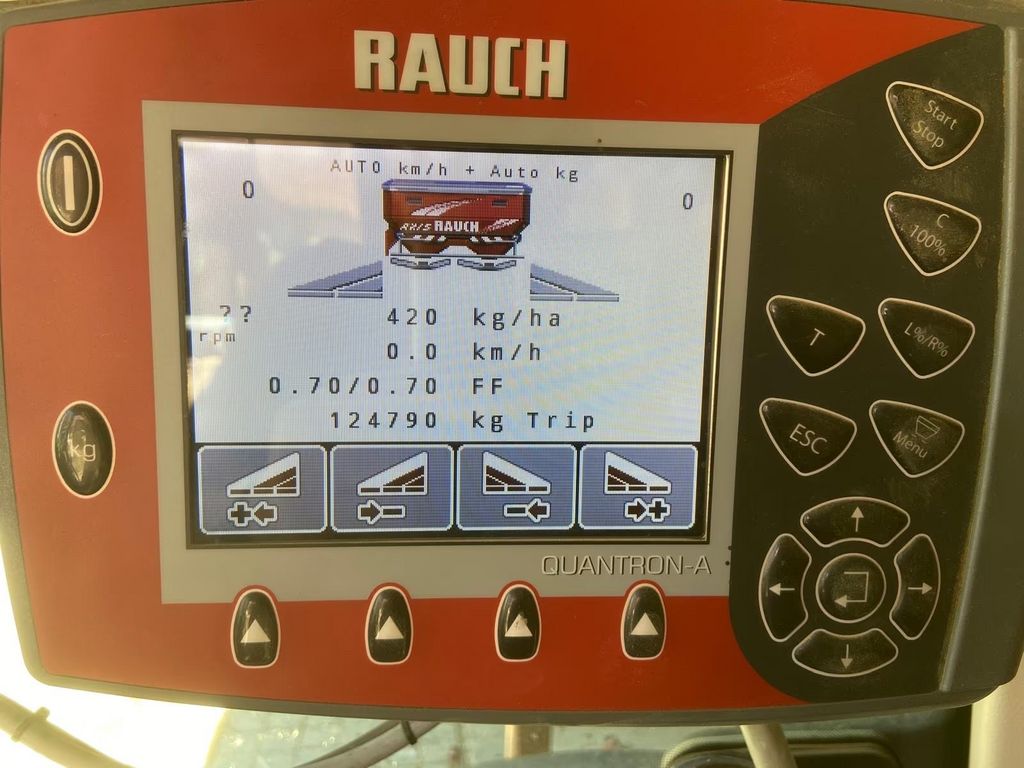 RAUCH
AUTO km/h + Auto kg
0
0
RAUCH
?? 420 kg/ha
rpm
0.0 km/h
0.70/0.70 FF
124790 kg Trip
QUANTRON-A
kg
Start
Stop
C
100%
T
L%/R%
ESC
Menü